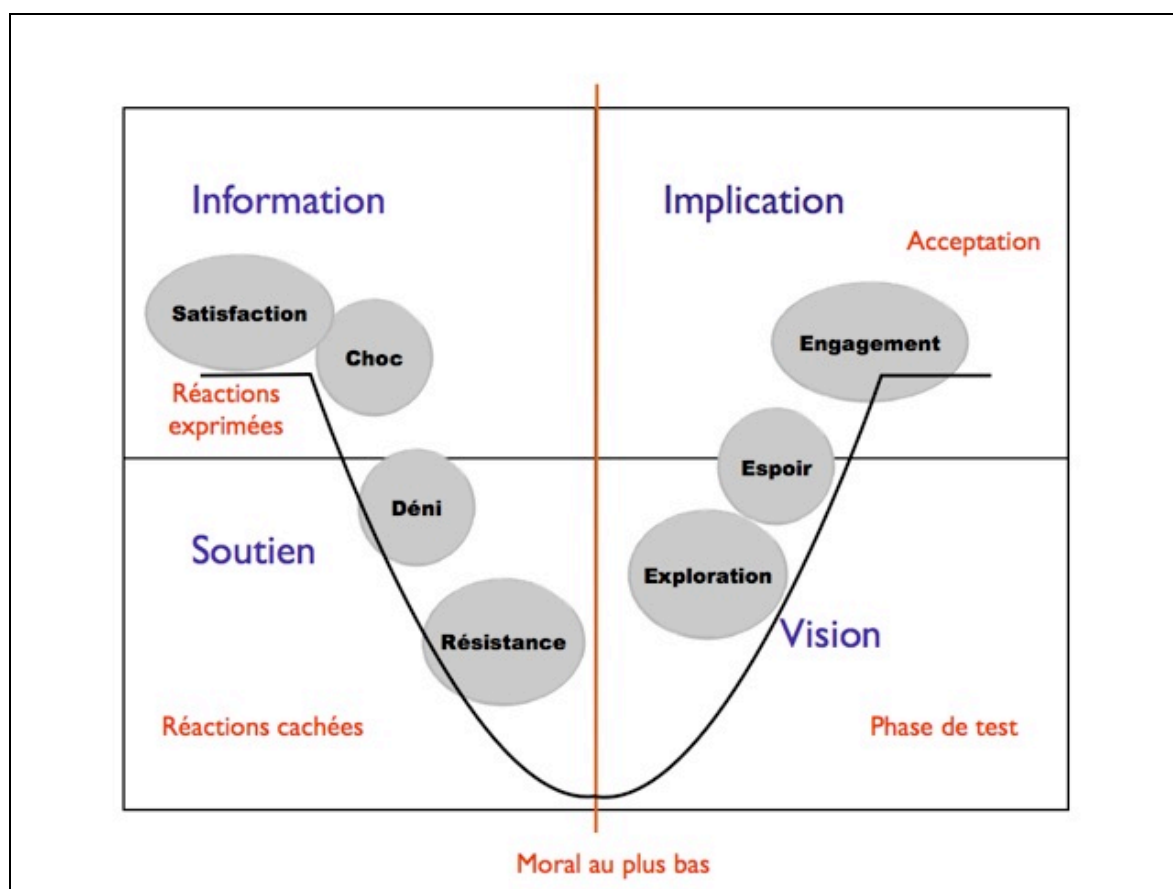 Information
Implication
Acceptation
Satisfaction
Choc
Engagement
Réactions
exprimées
Déni
Espoir
Soutien
Exploration
Résistance
Vision
Réactions cachées
Phase de test
Moral au plus bas